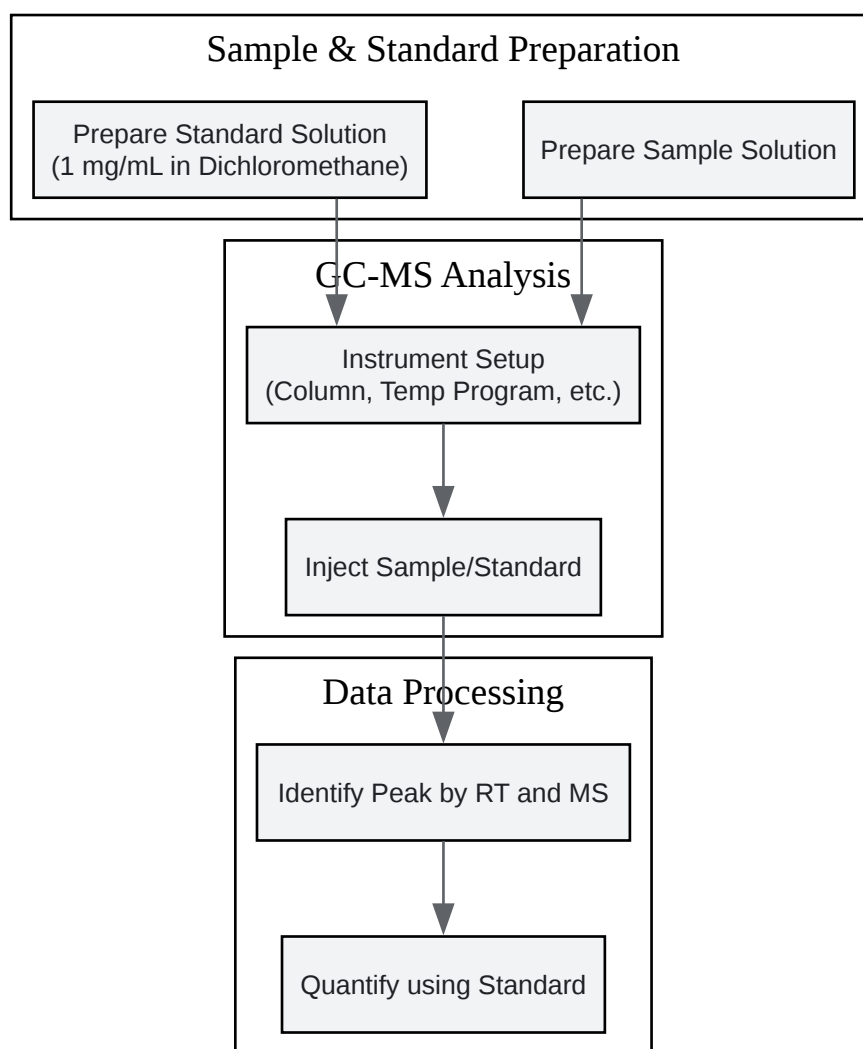 Sample & Standard Preparation
Prepare Standard Solution
(1 mg/mL in Dichloromethane)
Prepare Sample Solution
GC-MS Analysis
Instrument Setup
(Column, Temp Program, etc.)
Inject Sample/Standard
Data Processing
Identify Peak by RT and MS
Quantify using Standard